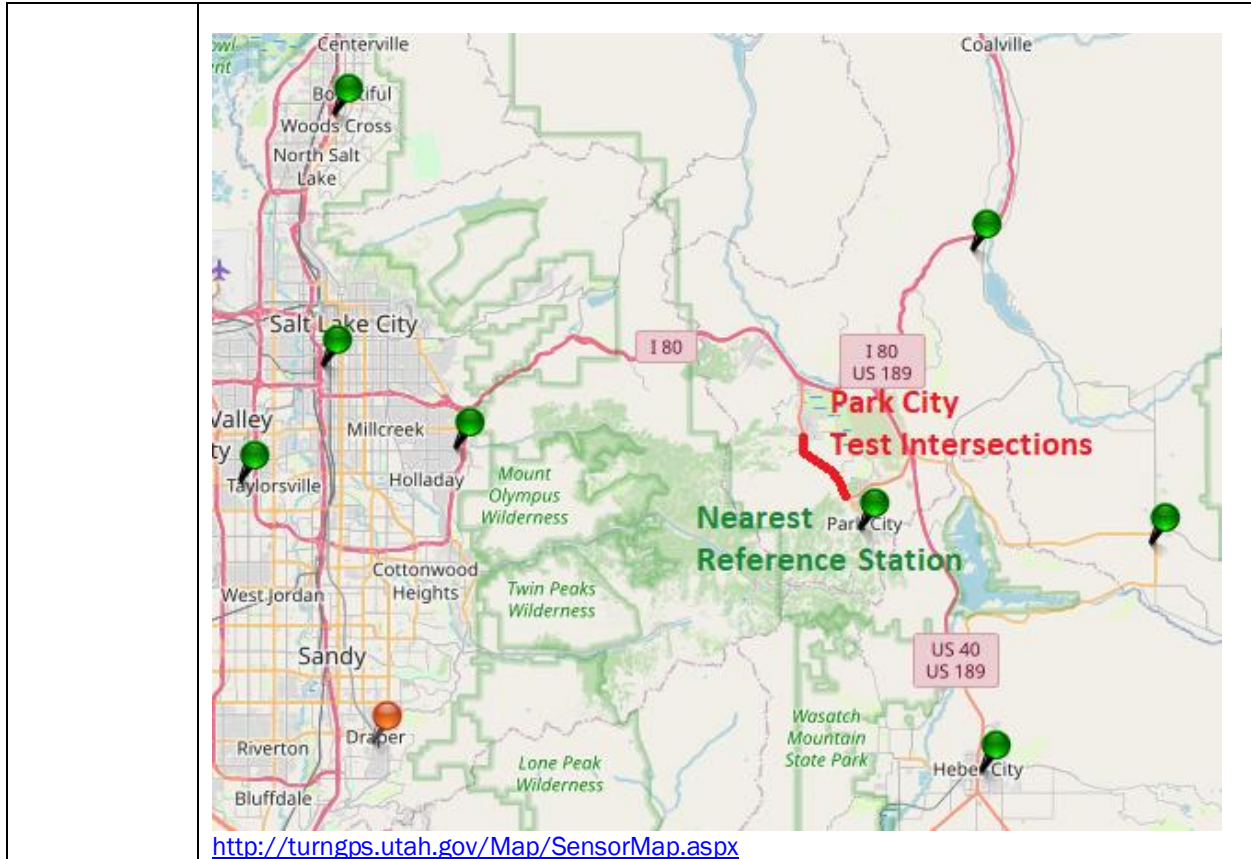 Centerville
Coalville
Bountiful
Woods Cross
North Salt
Lake
Salt Lake City
I 80
I 80
US 189
Park City
Test Intersections
Valley
ty
Millcreek
Taylorsville
Holladay
Mount
Olympus
Wilderness
Nearest
Reference Station
Park City
Cottonwood
Heights
West Jordan
Twin Peaks
Wilderness
Sandy
US 40
US 189
Wasatch
Mountain
State Park
Draper
Riverton
Lone Peak
Wilderness
Heber City
Bluffdale
http://turngps.utah.gov/Map/SensorMap.aspx